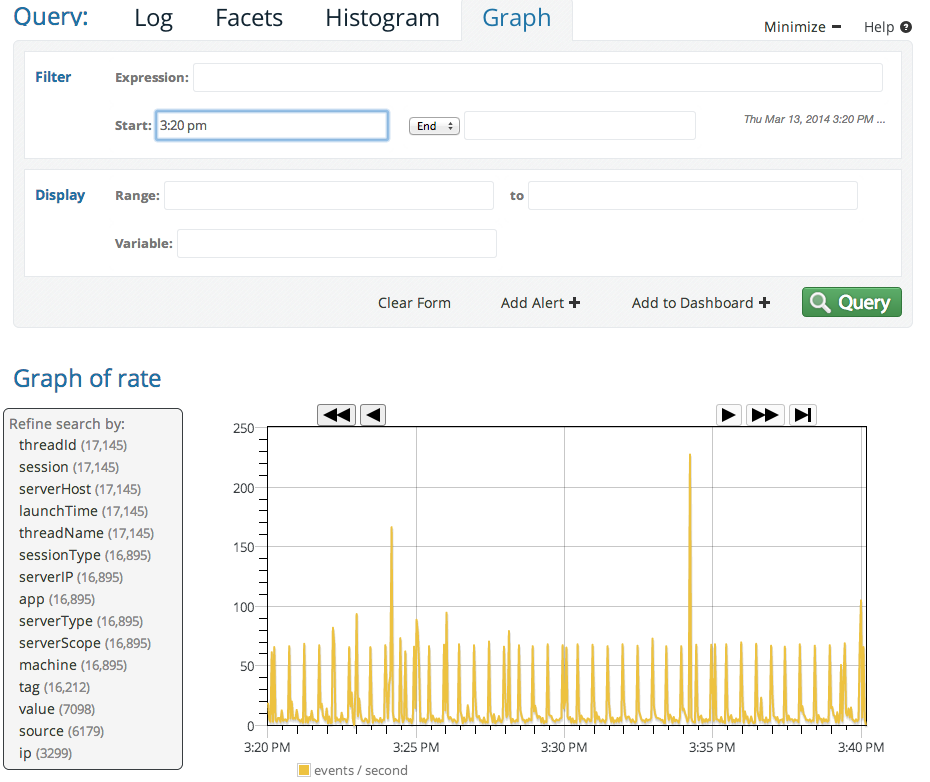 Query: Log Facets Histogram Graph Minimize Help ?
Filter Expression:
Start: 3:20 pm End Thu Mar 13, 2014 3:20 PM ...
Display Range: to
Variable:
Clear Form Add Alert Add to Dashboard Query
Graph of rate
Refine search by:
threadId (17,145)
session (17,145)
serverHost (17,145)
launchTime (17,145)
threadName (17,145)
sessionType (16,895)
serverIP (16,895)
app (16,895)
serverType (16,895)
serverScope (16,895)
machine (16,895)
tag (16,212)
value (7098)
source (6179)
ip (3299)
250
200
150
100
50
0
3:20 PM 3:25 PM 3:30 PM 3:35 PM 3:40 PM
events / second